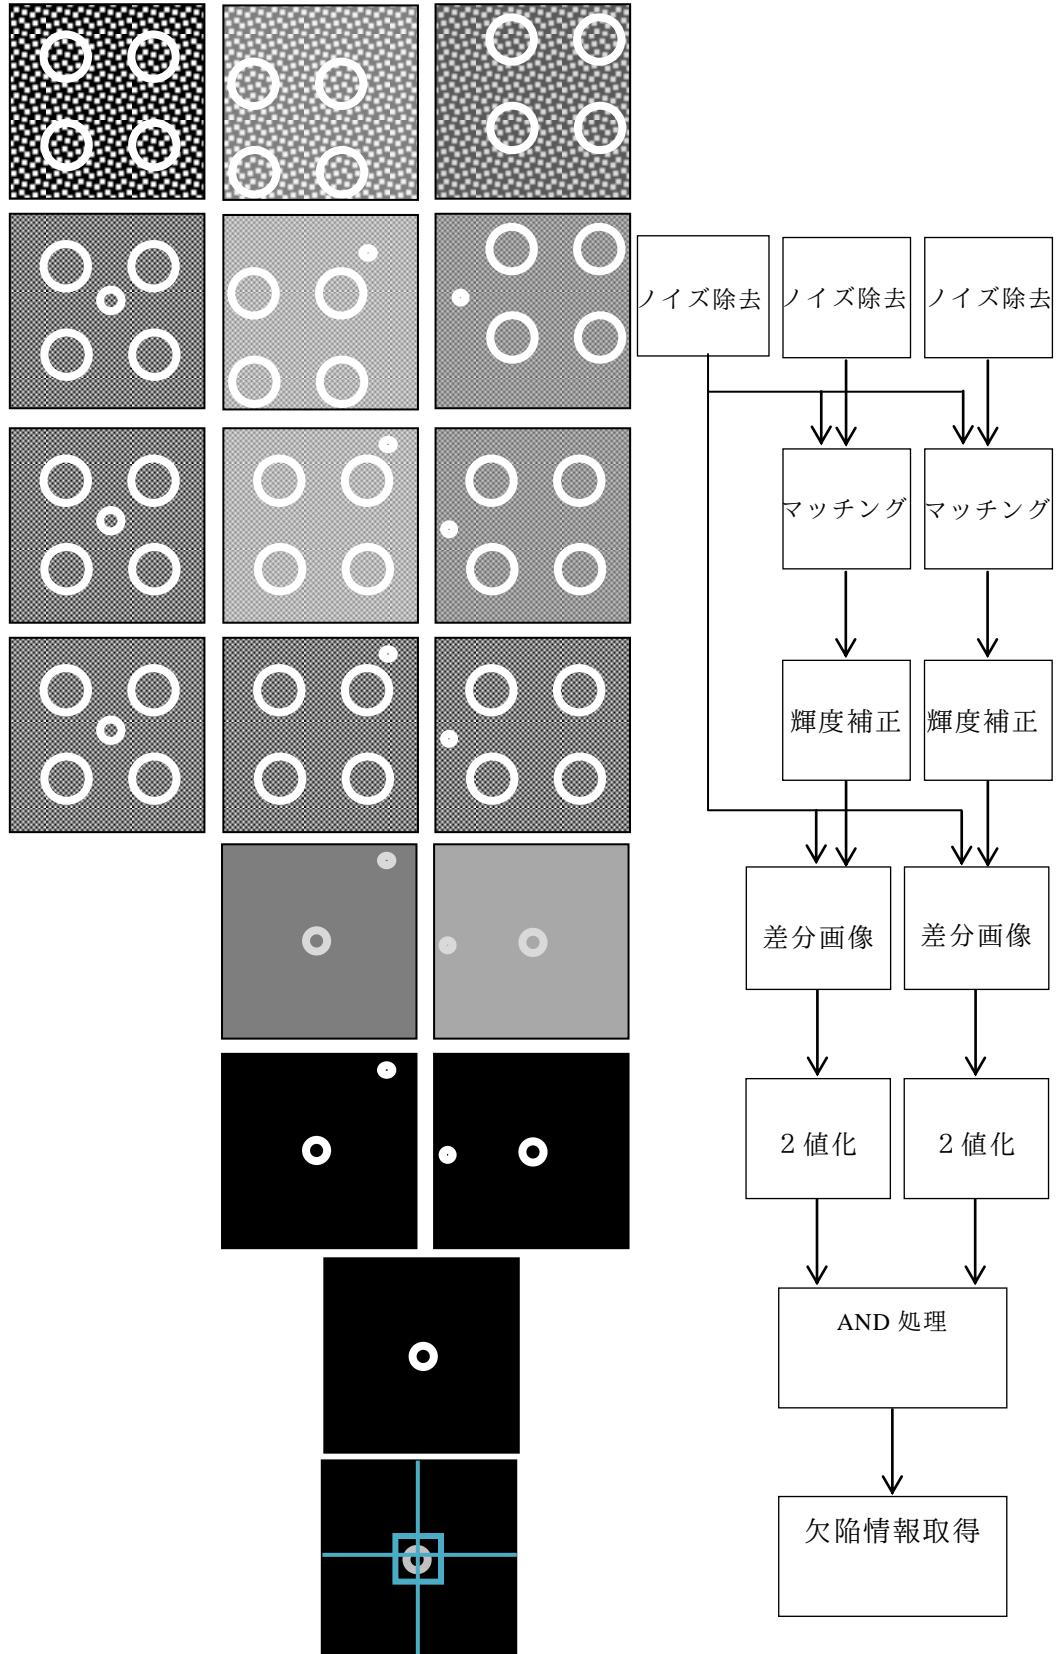 ノイズ除去
ノイズ除去
ノイズ除去
マッチング
マッチング
輝度補正
輝度補正
差分画像
差分画像
２値化
２値化
AND 処理
欠陥情報取得